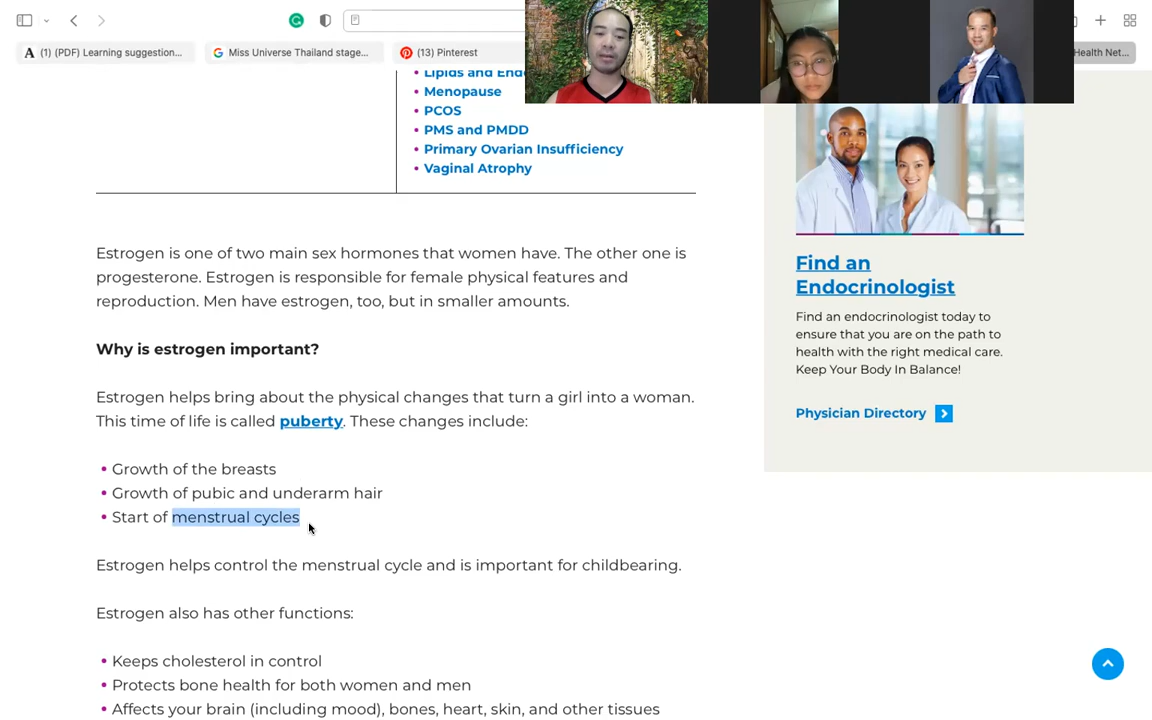 (1) (PDF) Learning suggestion...
Miss Universe Thailand stage...
(13) Pinterest
Health Net...
Menopause
PCOS
PMS and PMDD
Primary Ovarian Insufficiency
Vaginal Atrophy
Estrogen is one of two main sex hormones that women have. The other one is
progesterone. Estrogen is responsible for female physical features and
reproduction. Men have estrogen, too, but in smaller amounts.
Why is estrogen important?
Estrogen helps bring about the physical changes that turn a girl into a woman.
This time of life is called puberty. These changes include:
• Growth of the breasts
• Growth of pubic and underarm hair
• Start of menstrual cycles
Estrogen helps control the menstrual cycle and is important for childbearing.
Estrogen also has other functions:
• Keeps cholesterol in control
• Protects bone health for both women and men
• Affects your brain (including mood), bones, heart, skin, and other tissues
Find an
Endocrinologist
Find an endocrinologist today to
ensure that you are on the path to
health with the right medical care.
Keep Your Body In Balance!
Physician Directory